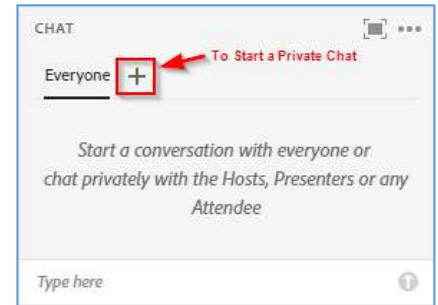 CHAT
To Start a Private Chat
Everyone +
Start a conversation with everyone or
chat privately with the Hosts, Presenters or any
Attendee
Type here
T